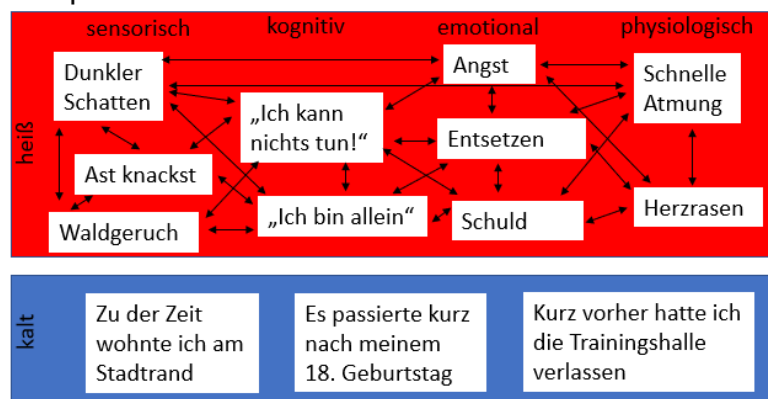 sensorisch kognitiv emotional physiologisch
heiß
Dunkler
Schatten
„Ich kann
nichts tun!“
Angst
Schnelle
Atmung
Entsetzen
Ast knackst
Waldgeruch
„Ich bin allein“
Schuld
Herzrasen
kalt
Zu der Zeit
wohnte ich am
Stadtrand
Es passierte kurz
nach meinem
18. Geburtstag
Kurz vorher hatte ich
die Trainingshalle
verlassen